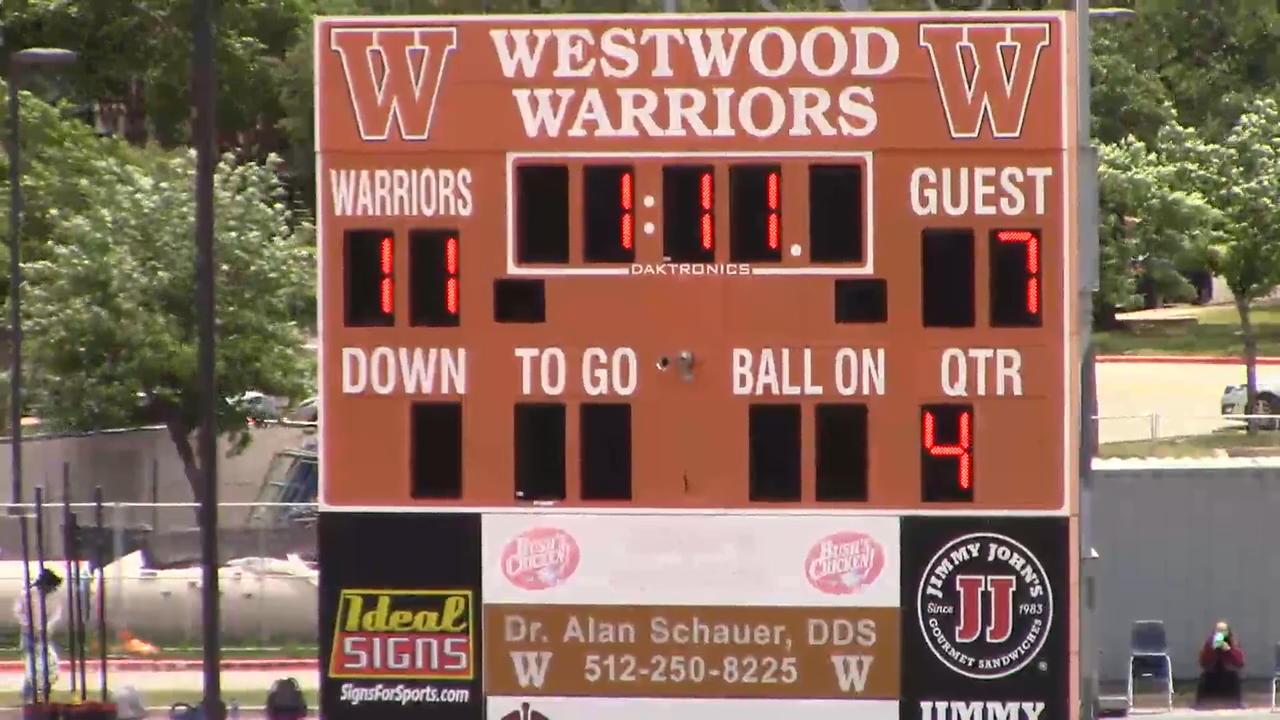 W WESTWOOD W
WARRIORS
WARRIORS 1:11. GUEST
11 DAKTRONICS 7
DOWN TO GO BALL ON QTR
4
BUSH'S CHICKEN! BUSH'S CHICKEN!
Ideal
SIGNS
SignsForSports.com
Dr. Alan Schauer, DDS
W 512-250-8225 W
JIMMY JOHN'S
Since JJ 1983
GOURMET SANDWICHES
®
JIMMY